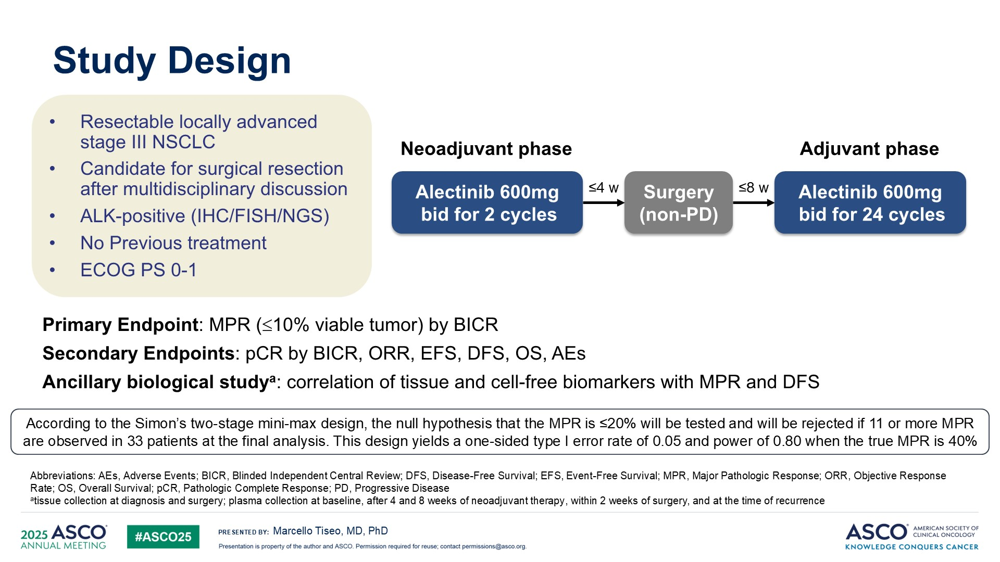 Study Design
• Resectable locally advanced
stage III NSCLC
• Candidate for surgical resection
after multidisciplinary discussion
• ALK-positive (IHC/FISH/NGS)
• No Previous treatment
• ECOG PS 0-1
Neoadjuvant phase
Alectinib 600mg
bid for 2 cycles
≤4 w
Surgery
(non-PD)
≤8 w
Adjuvant phase
Alectinib 600mg
bid for 24 cycles
Primary Endpoint: MPR (≤10% viable tumor) by BICR
Secondary Endpoints: pCR by BICR, ORR, EFS, DFS, OS, AEs
Ancillary biological studyᵃ: correlation of tissue and cell-free biomarkers with MPR and DFS
According to the Simon’s two-stage mini-max design, the null hypothesis that the MPR is ≤20% will be tested and will be rejected if 11 or more MPR
are observed in 33 patients at the final analysis. This design yields a one-sided type I error rate of 0.05 and power of 0.80 when the true MPR is 40%
Abbreviations: AEs, Adverse Events; BICR, Blinded Independent Central Review; DFS, Disease-Free Survival; EFS, Event-Free Survival; MPR, Major Pathologic Response; ORR, Objective Response
Rate; OS, Overall Survival; pCR, Pathologic Complete Response; PD, Progressive Disease
ᵃtissue collection at diagnosis and surgery; plasma collection at baseline, after 4 and 8 weeks of neoadjuvant therapy, within 2 weeks of surgery, and at the time of recurrence
2025 ASCO®
ANNUAL MEETING
#ASCO25
PRESENTED BY: Marcello Tiseo, MD, PhD
Presentation is property of the author and ASCO. Permission required for reuse; contact permissions@asco.org.
ASCO® AMERICAN SOCIETY OF
CLINICAL ONCOLOGY
KNOWLEDGE CONQUERS CANCER